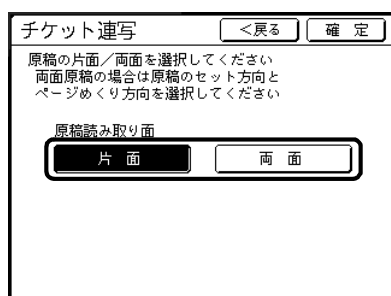 チケット連写 <戻る 確 定
原稿の片面／両面を選択してください
両面原稿の場合は原稿のセット方向と
ページめくり方向を選択してください
原稿読み取り面
片 面 両 面